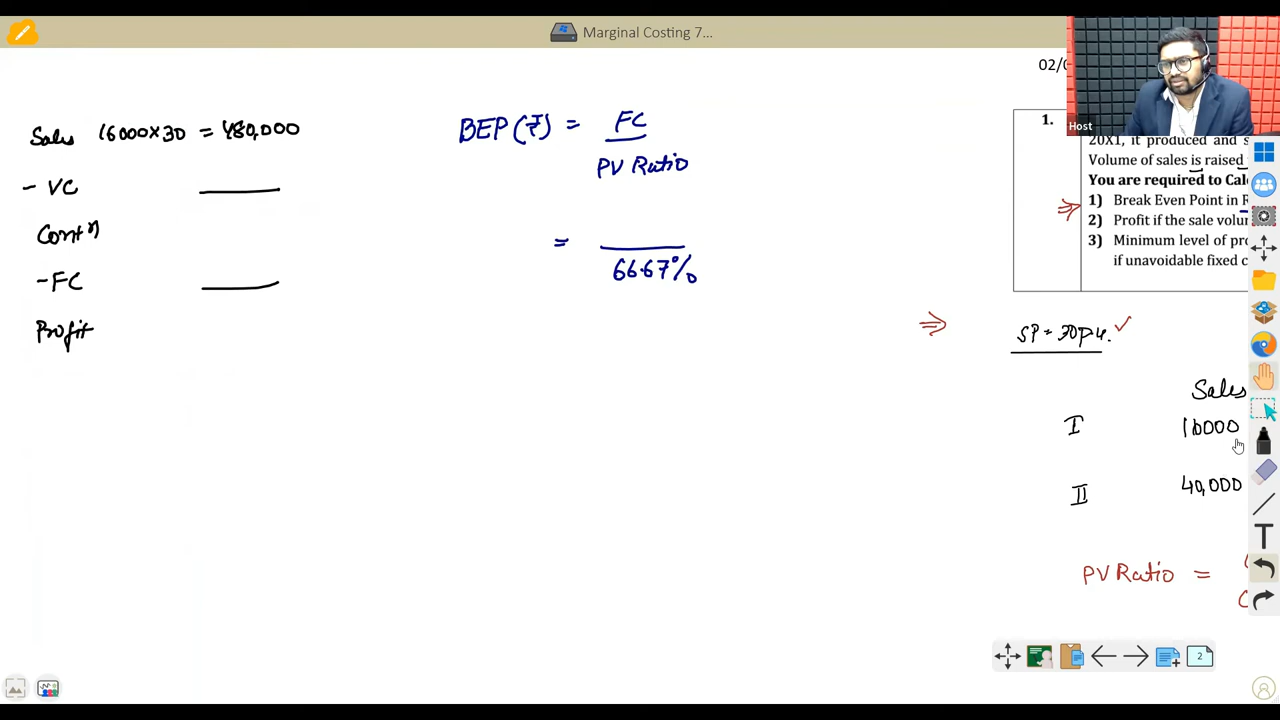 Marginal Costing 7...
02/0
Host
Sales 16000×30 = 480,000
- VC
Contⁿ
- FC
Profit
BEP (₹) = FC
PV Ratio
=
66.67%
1.
20X1, it produced and s
Volume of sales is raised
You are required to Calc
1) Break Even Point in R
2) Profit if the sale volum
3) Minimum level of pro
if unavoidable fixed c
⇒ SP = 30 p.u. ✓
Sales
I 16000
II 40,000
PV Ratio =
T
2